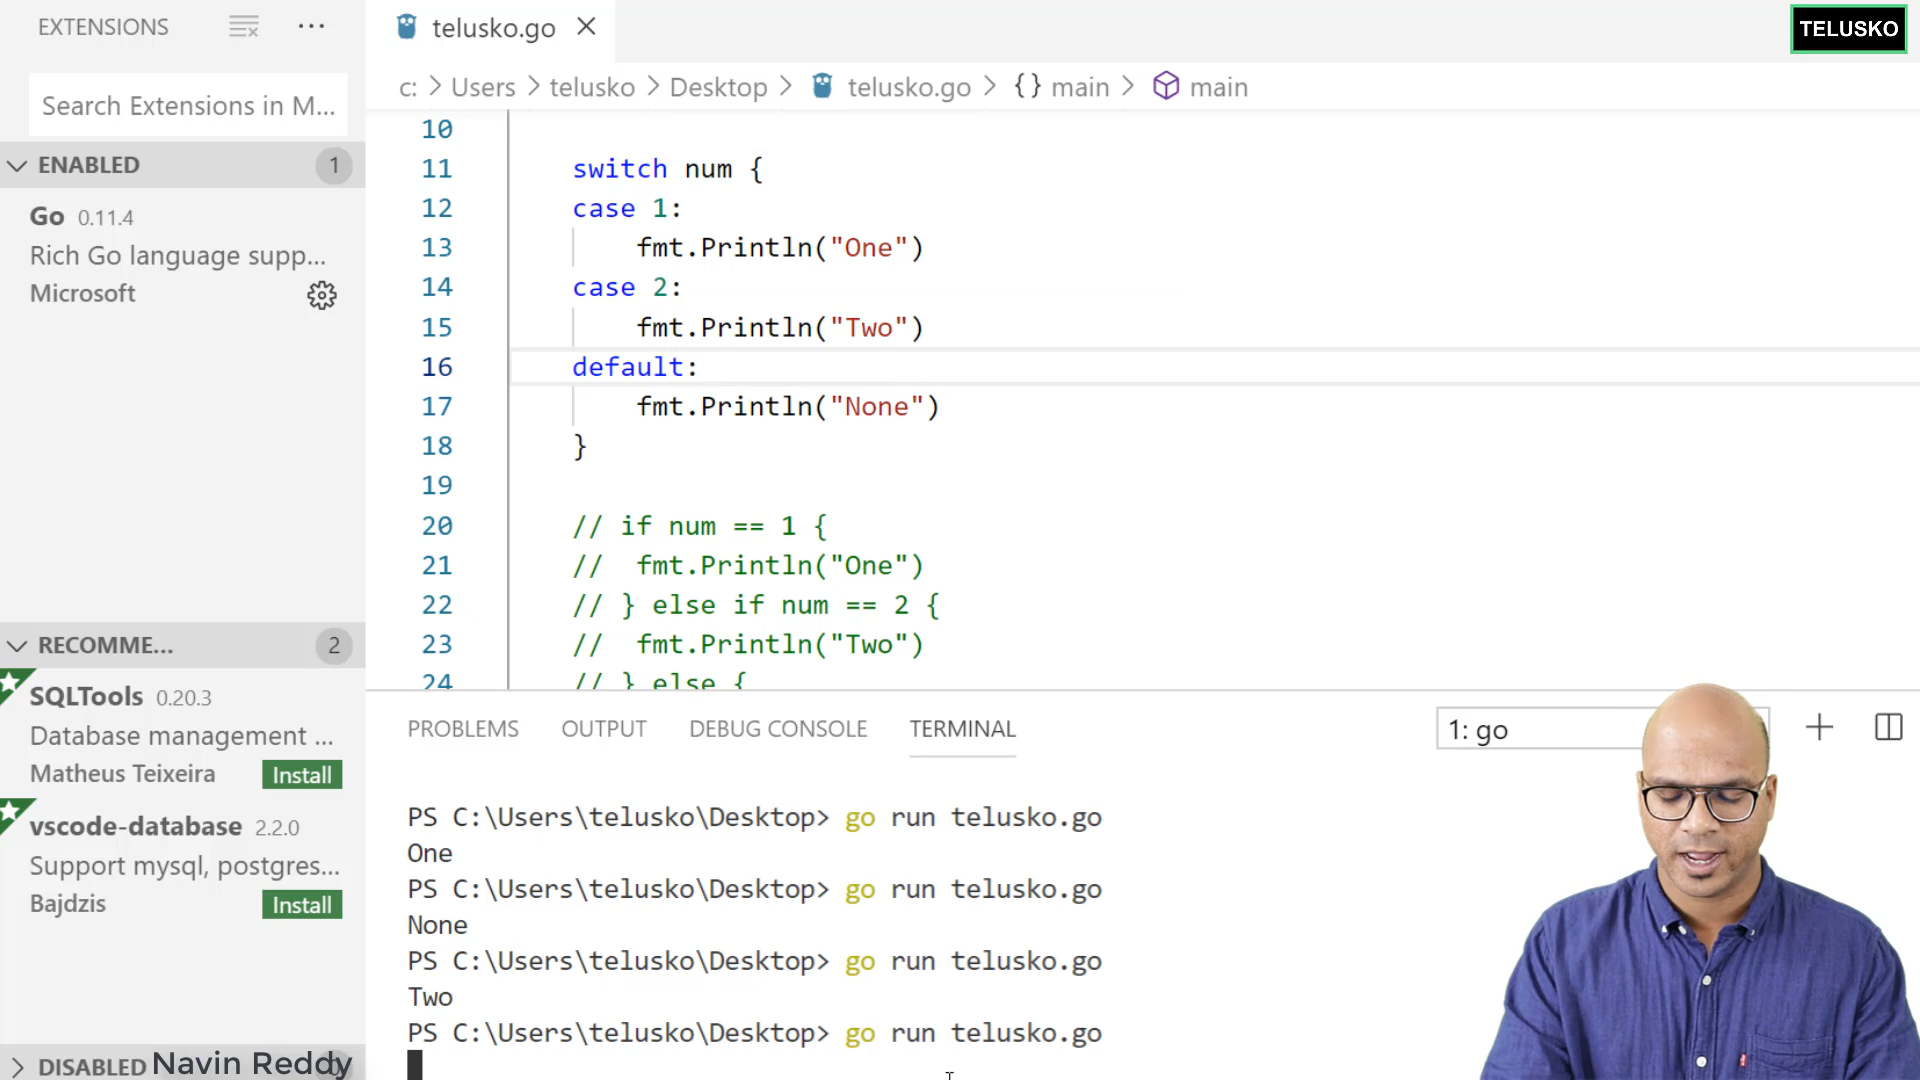 EXTENSIONS
Search Extensions in M...
ENABLED 1
Go 0.11.4
Rich Go language supp...
Microsoft
RECOMME... 2
SQLTools 0.20.3
Database management ...
Matheus Teixeira Install
vscode-database 2.2.0
Support mysql, postgres...
Bajdzis Install
DISABLED
Navin Reddy
telusko.go
TELUSKO
c: > Users > telusko > Desktop > telusko.go > {} main > main
10
11 switch num {
12 case 1:
13 fmt.Println("One")
14 case 2:
15 fmt.Println("Two")
16 default:
17 fmt.Println("None")
18 }
19
20 // if num == 1 {
21 // fmt.Println("One")
22 // } else if num == 2 {
23 // fmt.Println("Two")
24 // } else {
PROBLEMS OUTPUT DEBUG CONSOLE TERMINAL 1: go
PS C:\Users\telusko\Desktop> go run telusko.go
One
PS C:\Users\telusko\Desktop> go run telusko.go
None
PS C:\Users\telusko\Desktop> go run telusko.go
Two
PS C:\Users\telusko\Desktop> go run telusko.go